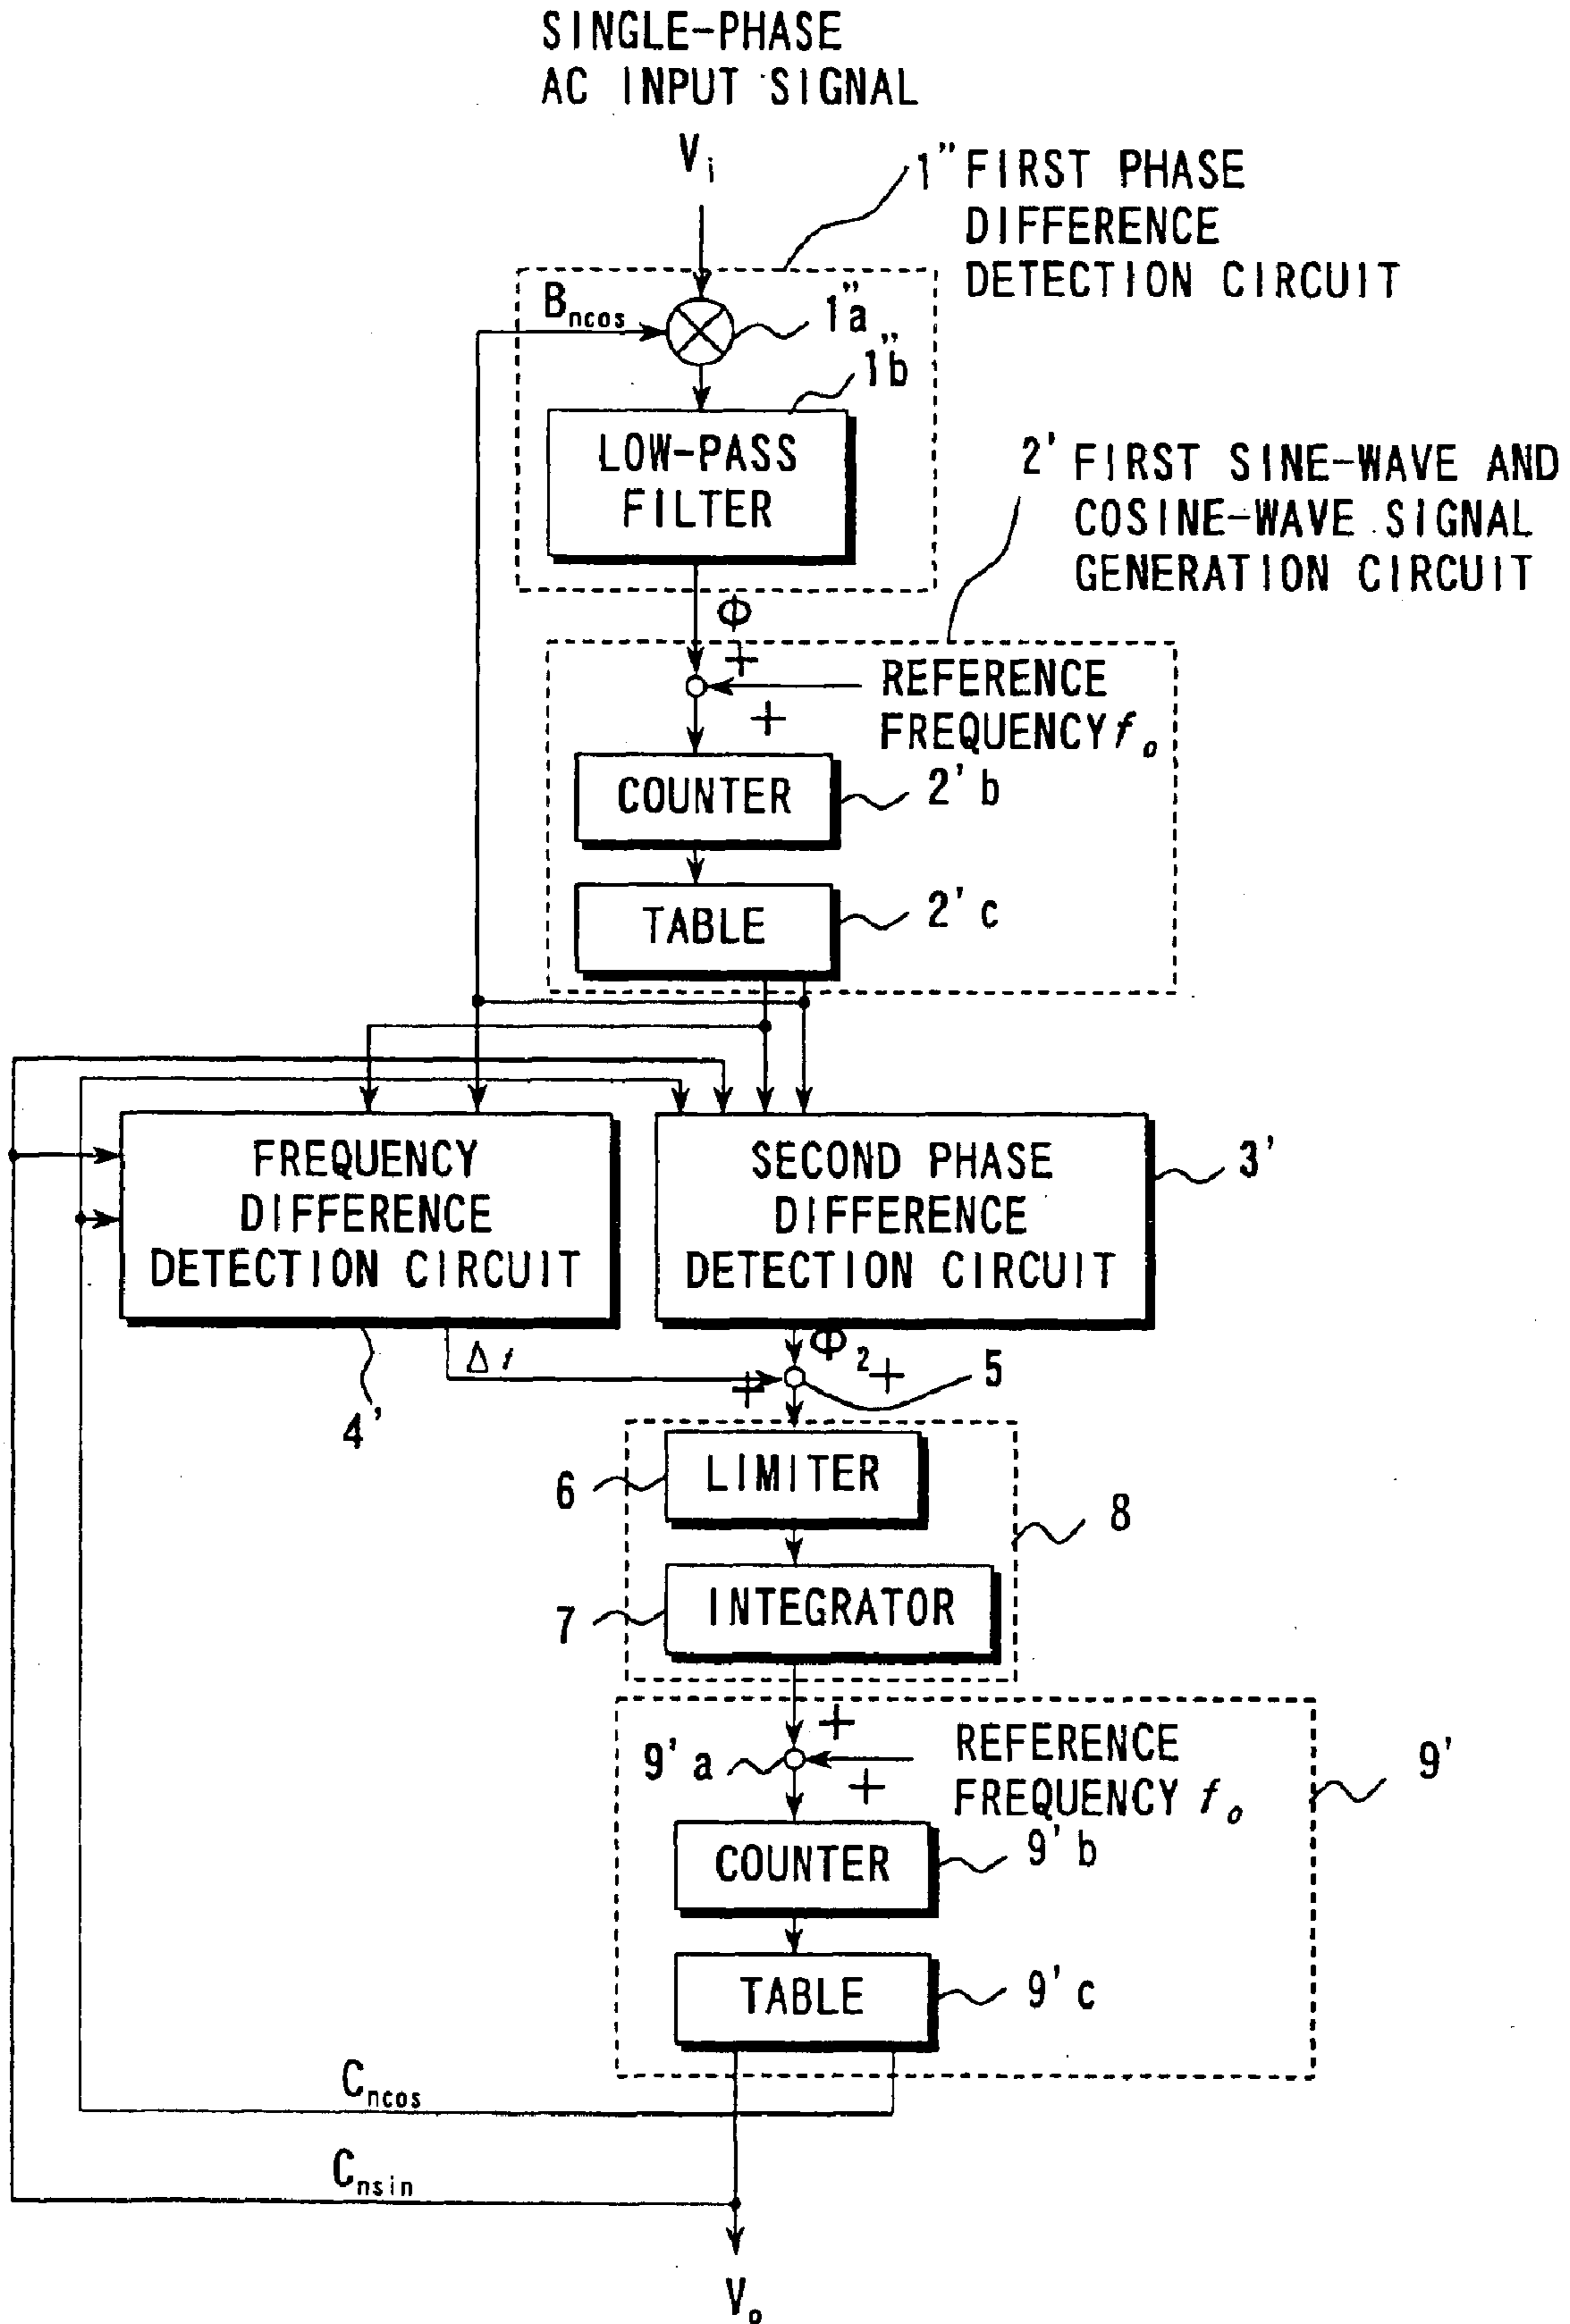 SINGLE-PHASE
AC INPUT SIGNAL
Vi
1" FIRST PHASE
DIFFERENCE
DETECTION CIRCUIT
Bncos
1"a
1"b
LOW-PASS
FILTER
2' FIRST SINE-WAVE AND
COSINE-WAVE SIGNAL
GENERATION CIRCUIT
Φ
+
REFERENCE
FREQUENCY fo
+
COUNTER
2'b
TABLE
2'c
FREQUENCY
DIFFERENCE
DETECTION CIRCUIT
SECOND PHASE
DIFFERENCE
DETECTION CIRCUIT
3'
Φ2
Δf
+
+
5
4'
LIMITER
6
8
INTEGRATOR
7
+
9'a
REFERENCE
FREQUENCY fo
+
9'
COUNTER
9'b
TABLE
9'c
Cncos
Cnsin
Vo